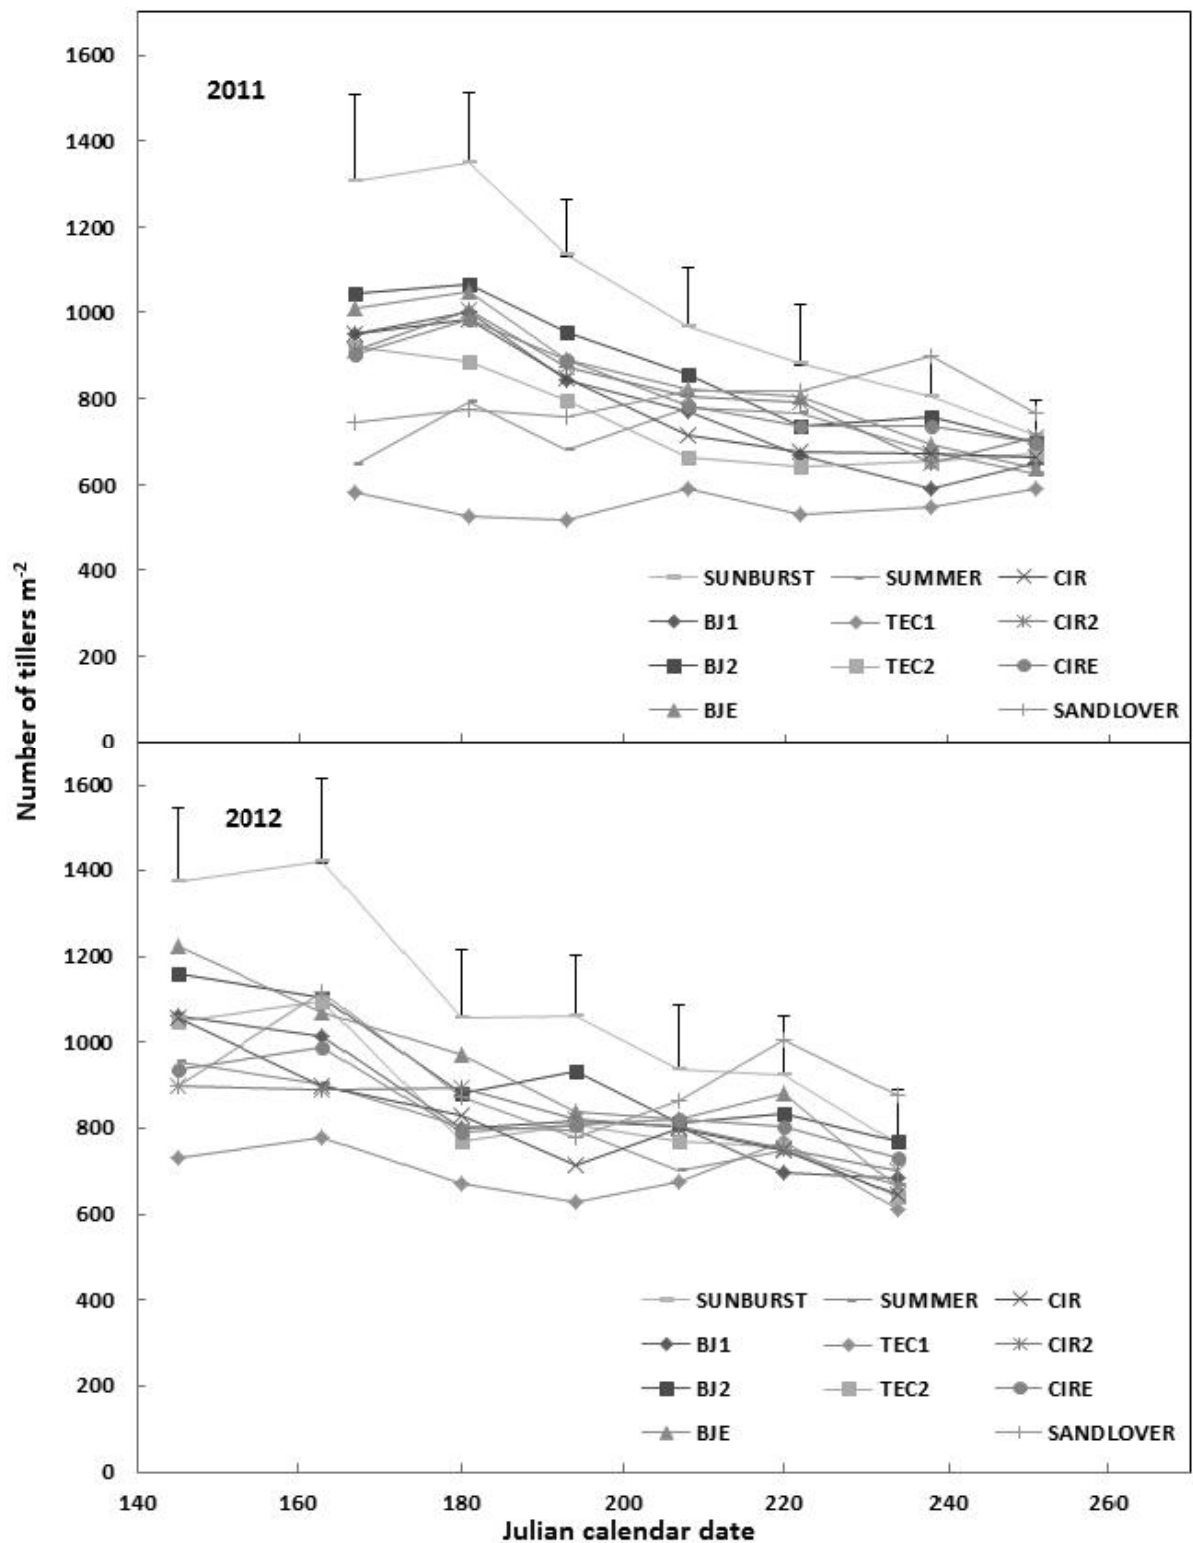 1600
2011
1400
1200
1000
800
600
400
200
0
SUNBURST SUMMER CIR
BJ1 TEC1 CIR2
BJ2 TEC2 CIRE
BJE SANDLOVER
Number of tillers m-2
1600
2012
1400
1200
1000
800
600
400
200
0
SUNBURST SUMMER CIR
BJ1 TEC1 CIR2
BJ2 TEC2 CIRE
BJE SANDLOVER
140 160 180 200 220 240 260
Julian calendar date